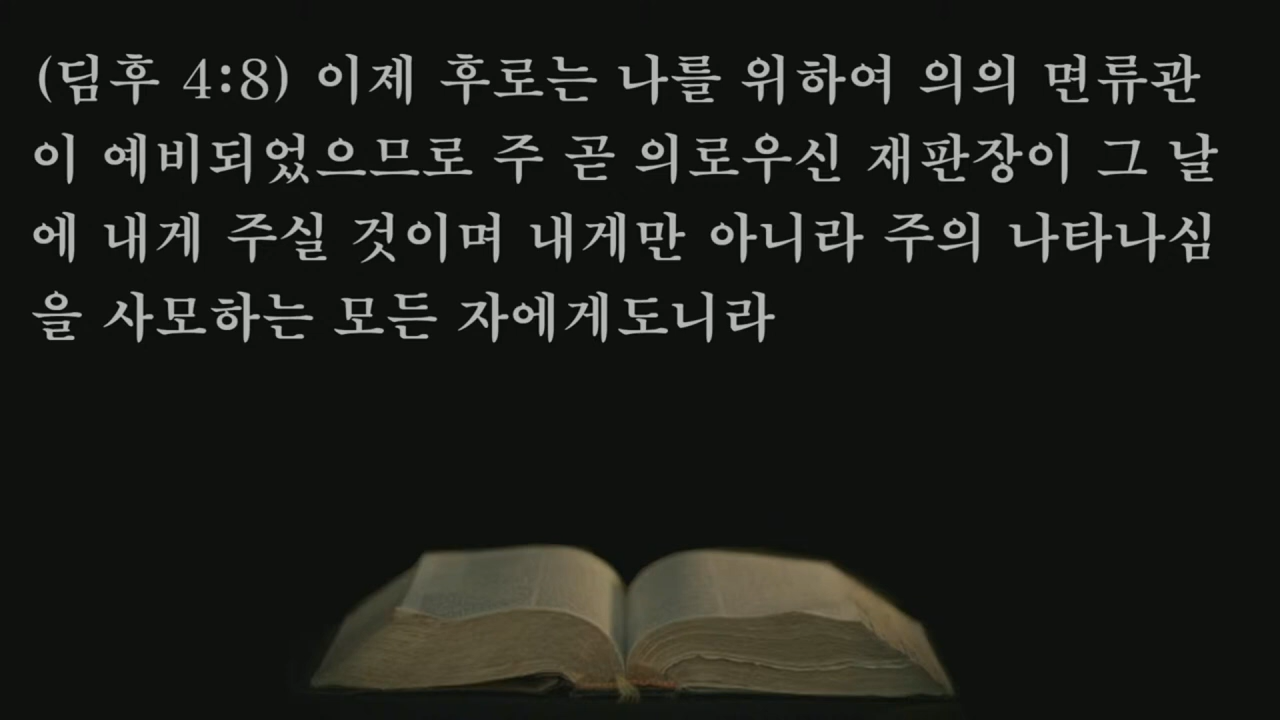 (딤후 4:8) 이제 후로는 나를 위하여 의의 면류관
이 예비되었으므로 주 곧 의로우신 재판장이 그 날
에 내게 주실 것이며 내게만 아니라 주의 나타나심
을 사모하는 모든 자에게도니라